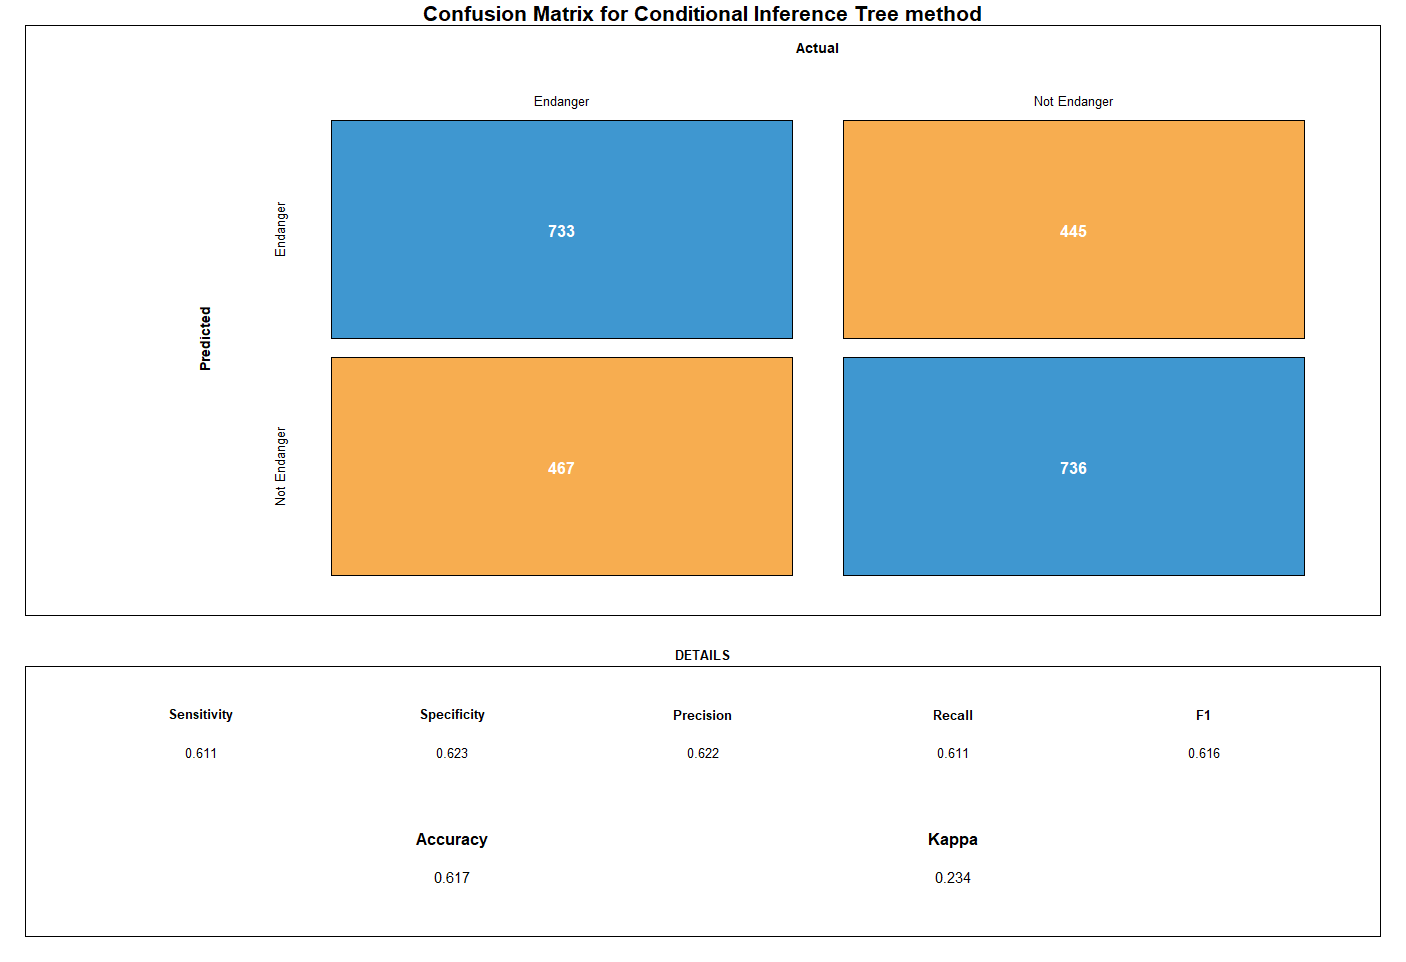 Confusion Matrix for Conditional Inference Tree method
Actual
Endanger
Not Endanger
Predicted
Endanger
733
445
Not Endanger
467
736
DETAILS
Sensitivity
Specificity
Precision
Recall
F1
0.611
0.623
0.622
0.611
0.616
Accuracy
Kappa
0.617
0.234